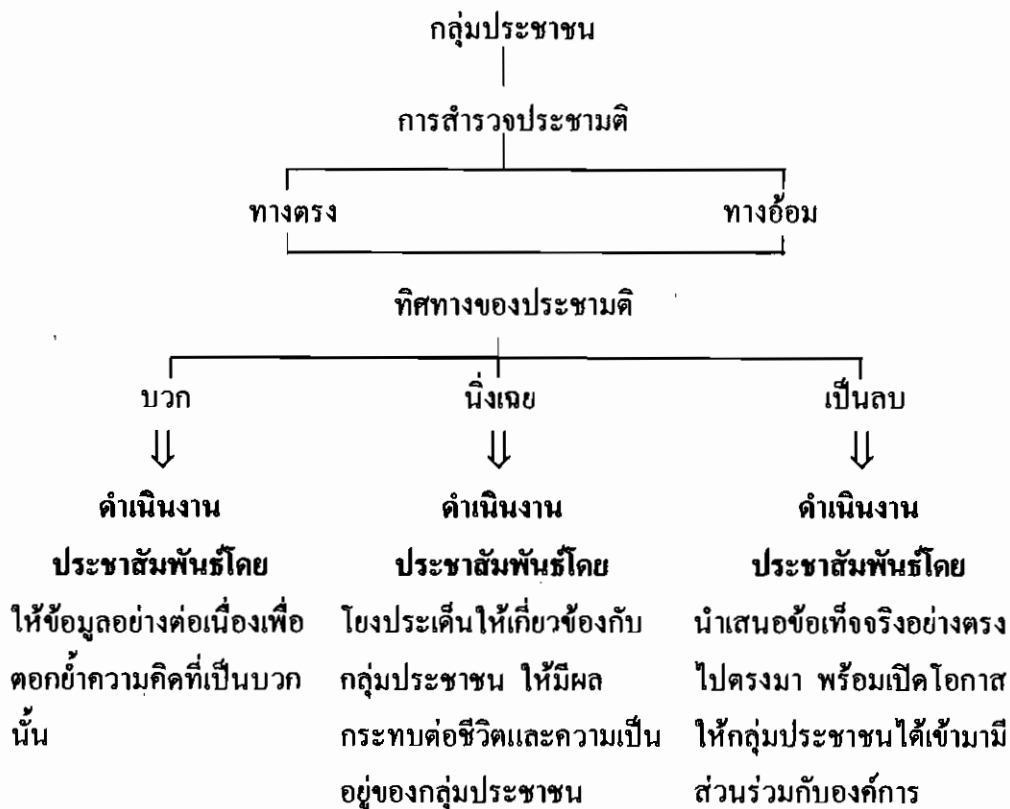 กลุ่มประชาชน
การสำรวจประชามติ
ทางตรง
ทางอ้อม
ทิศทางของประชามติ
บวก
นิ่งเฉย
เป็นลบ
ดำเนินงาน
ประชาสัมพันธ์โดย
ให้ข้อมูลอย่างต่อเนื่องเพื่อ
ตอกย้ำความคิดที่เป็นบวก
นั้น
ดำเนินงาน
ประชาสัมพันธ์โดย
โยงประเด็นให้เกี่ยวข้องกับ
กลุ่มประชาชน ให้มีผล
กระทบต่อชีวิตและความเป็น
อยู่ของกลุ่มประชาชน
ดำเนินงาน
ประชาสัมพันธ์โดย
นำเสนอข้อเท็จจริงอย่างตรง
ไปตรงมา พร้อมเปิดโอกาส
ให้กลุ่มประชาชนได้เข้ามามี
ส่วนร่วมกับองค์การ